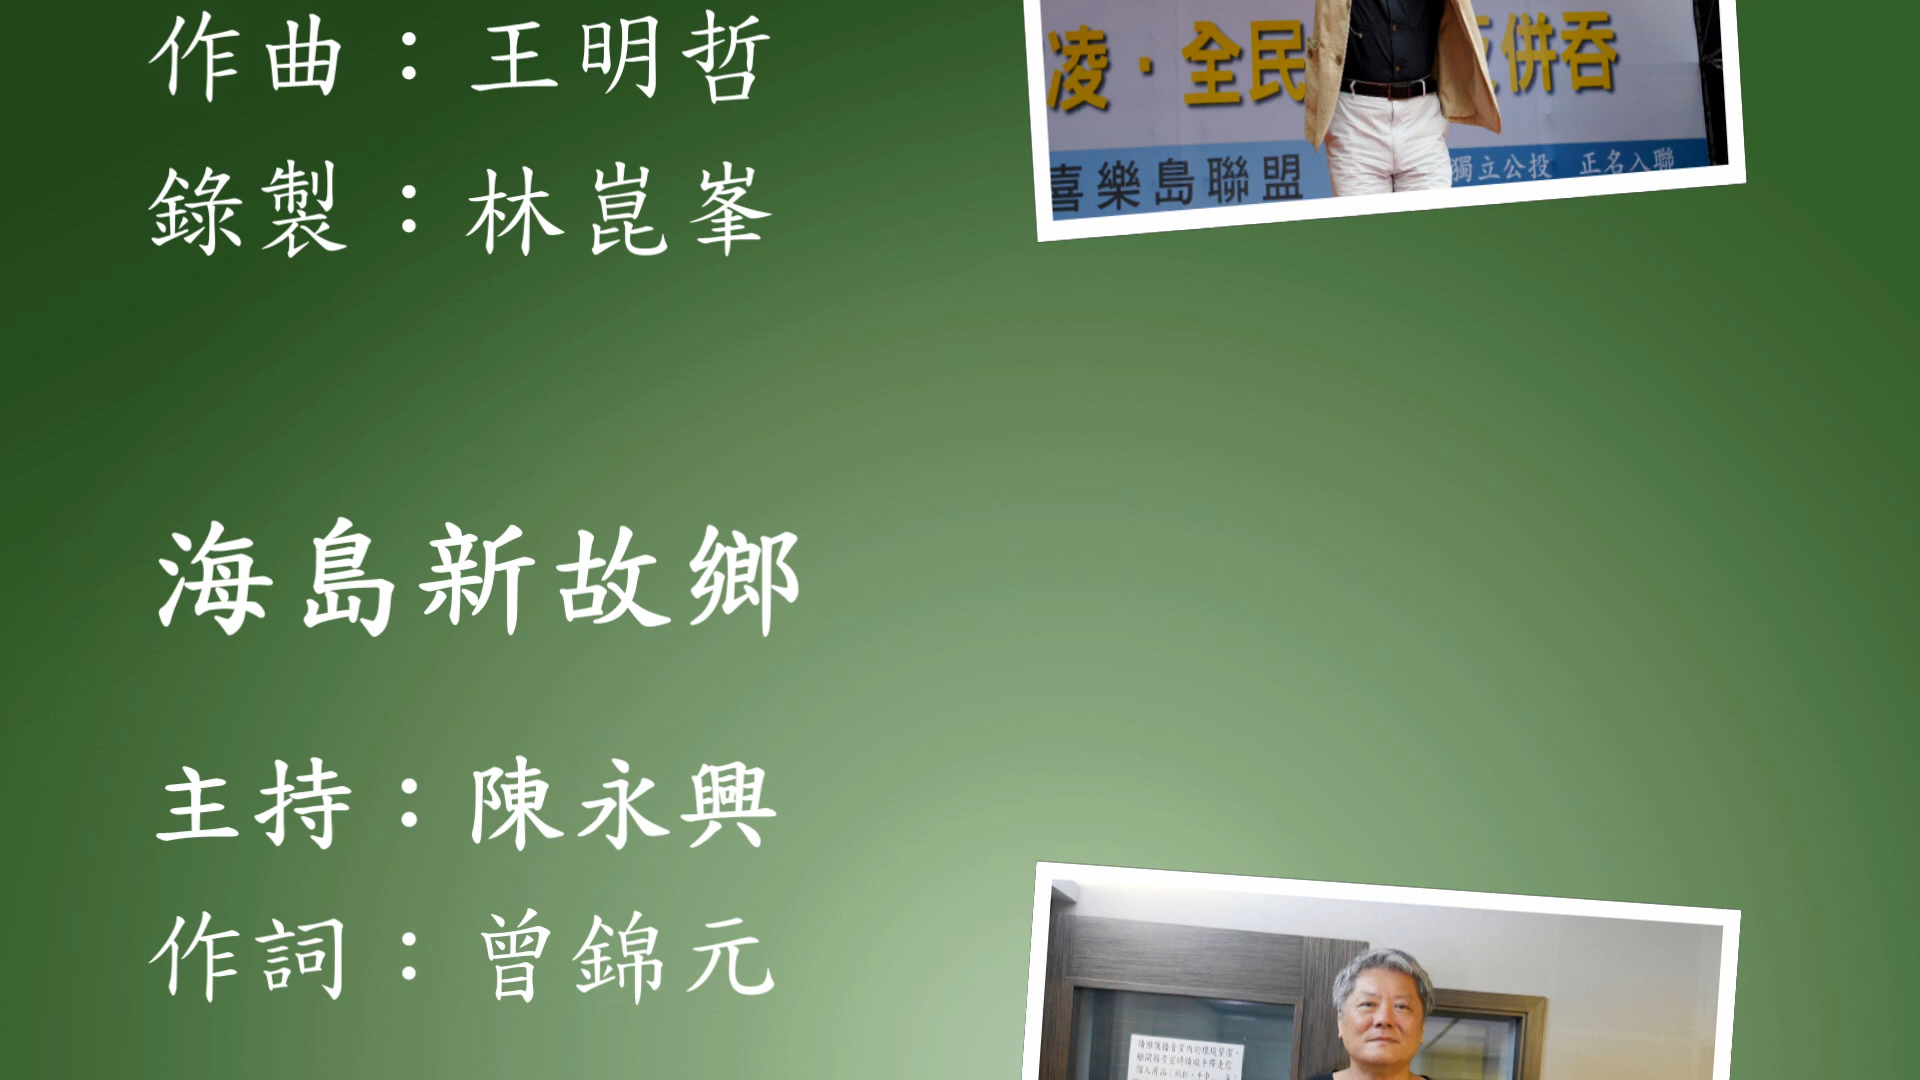 作曲：王明哲
錄製：林崑峯
凌·全民 併吞
喜樂島聯盟 獨立公投 正名入聯
海島新故鄉
主持：陳永興
作詞：曾錦元